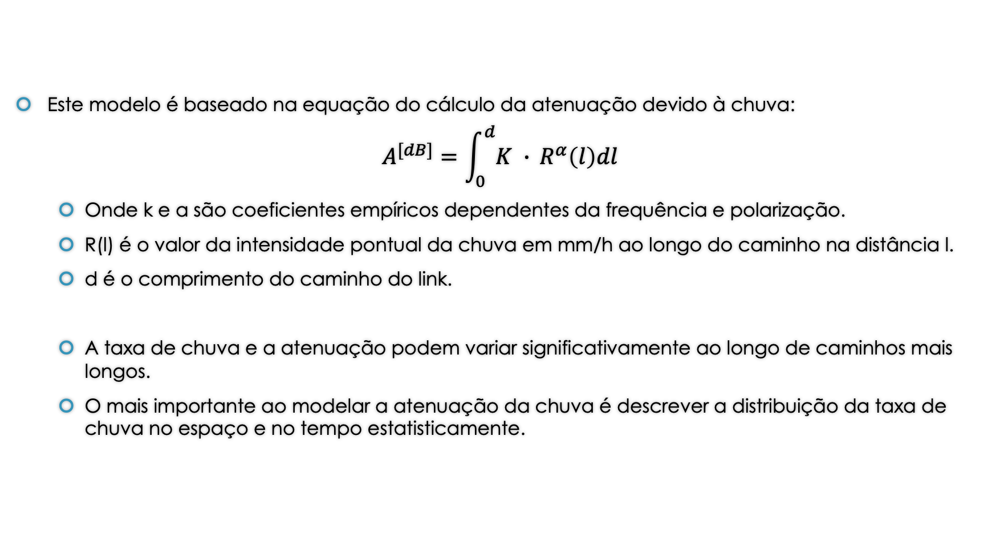 Este modelo é baseado na equação do cálculo da atenuação devido à chuva:
A^[dB] = ∫_0^d K · R^α(l)dl
Onde k e a são coeficientes empíricos dependentes da frequência e polarização.
R(l) é o valor da intensidade pontual da chuva em mm/h ao longo do caminho na distância l.
d é o comprimento do caminho do link.
A taxa de chuva e a atenuação podem variar significativamente ao longo de caminhos mais
longos.
O mais importante ao modelar a atenuação da chuva é descrever a distribuição da taxa de
chuva no espaço e no tempo estatisticamente.